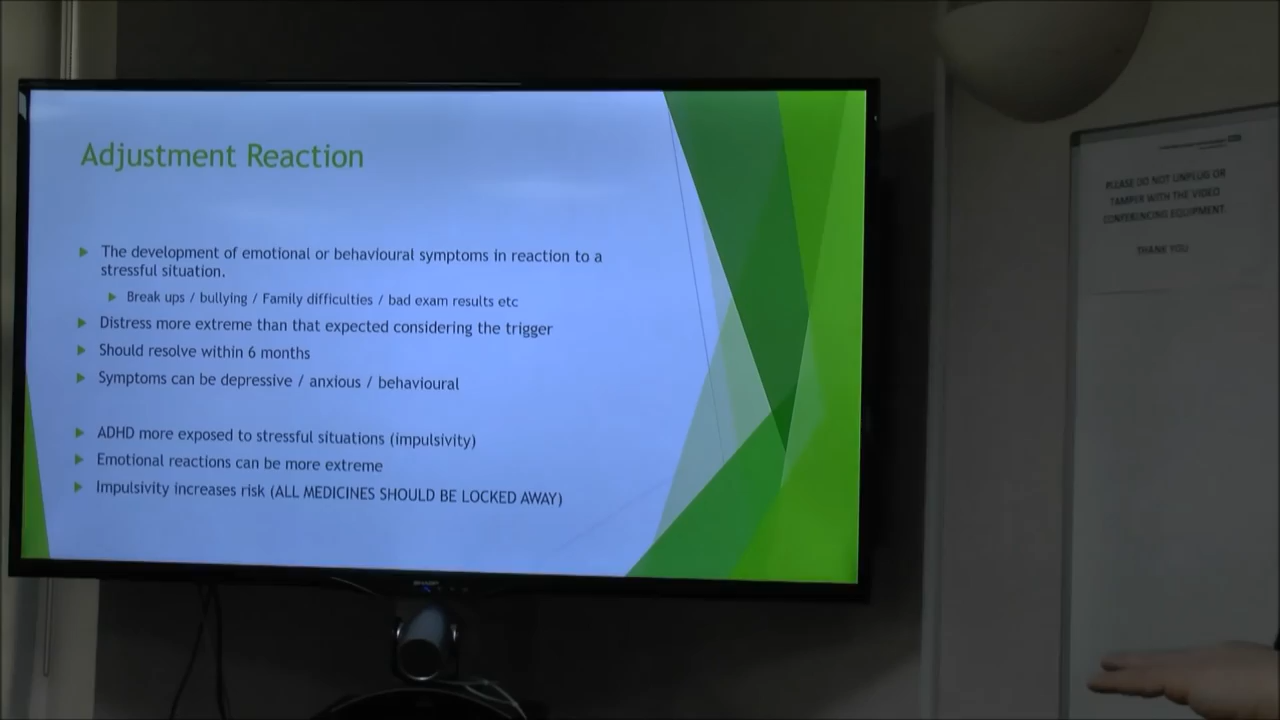 Adjustment Reaction
The development of emotional or behavioural symptoms in reaction to a
stressful situation.
Break ups / bullying / Family difficulties / bad exam results etc
Distress more extreme than that expected considering the trigger
Should resolve within 6 months
Symptoms can be depressive / anxious / behavioural
ADHD more exposed to stressful situations (impulsivity)
Emotional reactions can be more extreme
Impulsivity increases risk (ALL MEDICINES SHOULD BE LOCKED AWAY)
PLEASE DO NOT UNPLUG OR
TAMPER WITH THE VIDEO
CONFERENCING EQUIPMENT.
THANK YOU